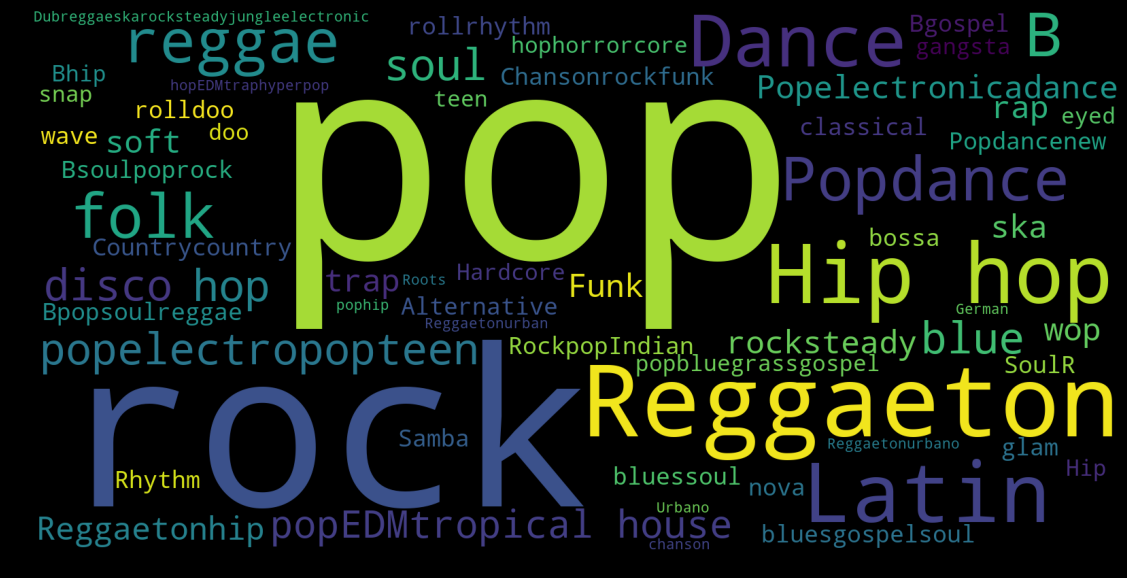 Dubreggaeskarocksteadyjungleelectronic
reggae
rollrhythm
Dance
Bgospel
B
hophorrorcore
gangsta
soul
Chansonrockfunk
Bhip
hopEDMtraphyperpop
snap
teen
Popelectronicadance
rolldoo
rap
eyed
wave
soft
doo
classical
Popdancenew
pop
Bsoulpoprock
Popdance
folk
ska
Countrycountry
bossa
disco
hop
trap
Roots
Hardcore
Funk
Hip hop
Bpopsoulreggae
pophip
Alternative
Reggaetonurban
German
popelectropopteen
RockpopIndian
rocksteady
blue
wop
popbluegrassgospel
SoulR
rock
Reggaeton
Samba
Reggaetonurbano
glam
Rhythm
bluessoul
nova
Latin
Hip
Urbano
Reggaetonhip
popEDMtropical house
bluesgospelsoul
chanson